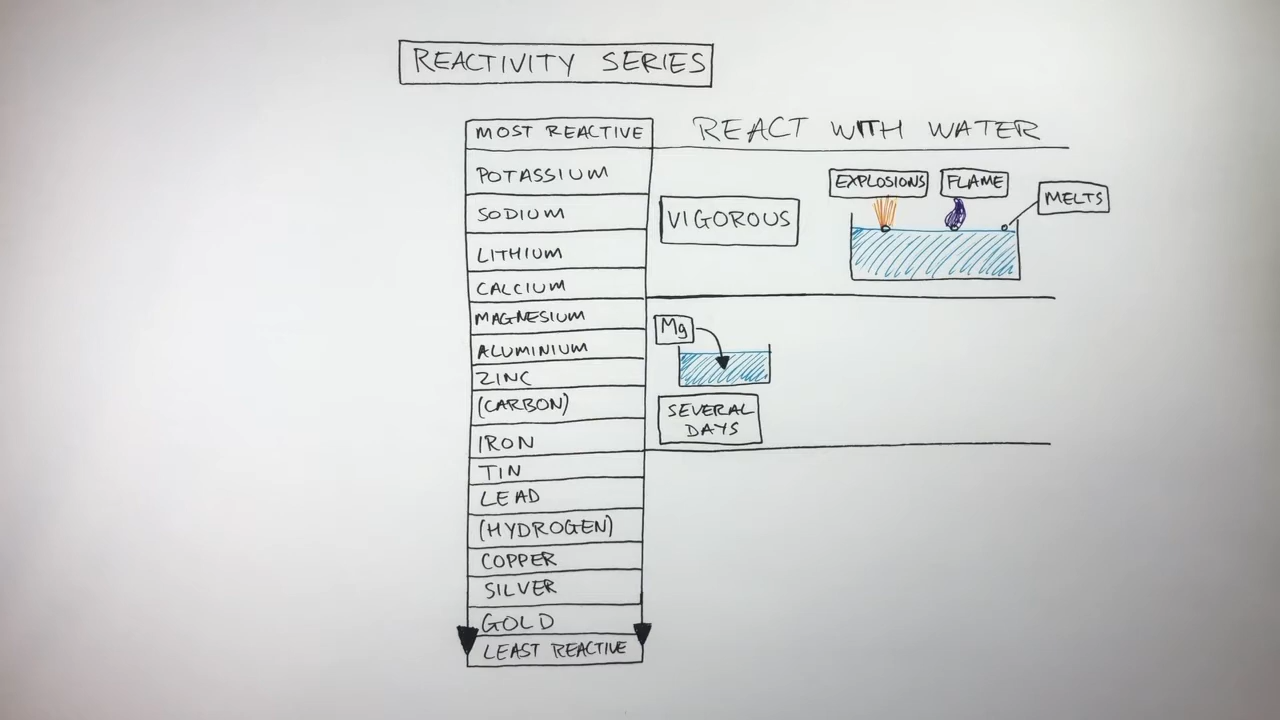 REACTIVITY SERIES
MOST REACTIVE
REACT WITH WATER
POTASSIUM
SODIUM
LITHIUM
CALCIUM
VIGOROUS
EXPLOSIONS
FLAME
MELTS
MAGNESIUM
ALUMINIUM
ZINC
(CARBON)
IRON
Mg
SEVERAL
DAYS
TIN
LEAD
(HYDROGEN)
COPPER
SILVER
GOLD
LEAST REACTIVE